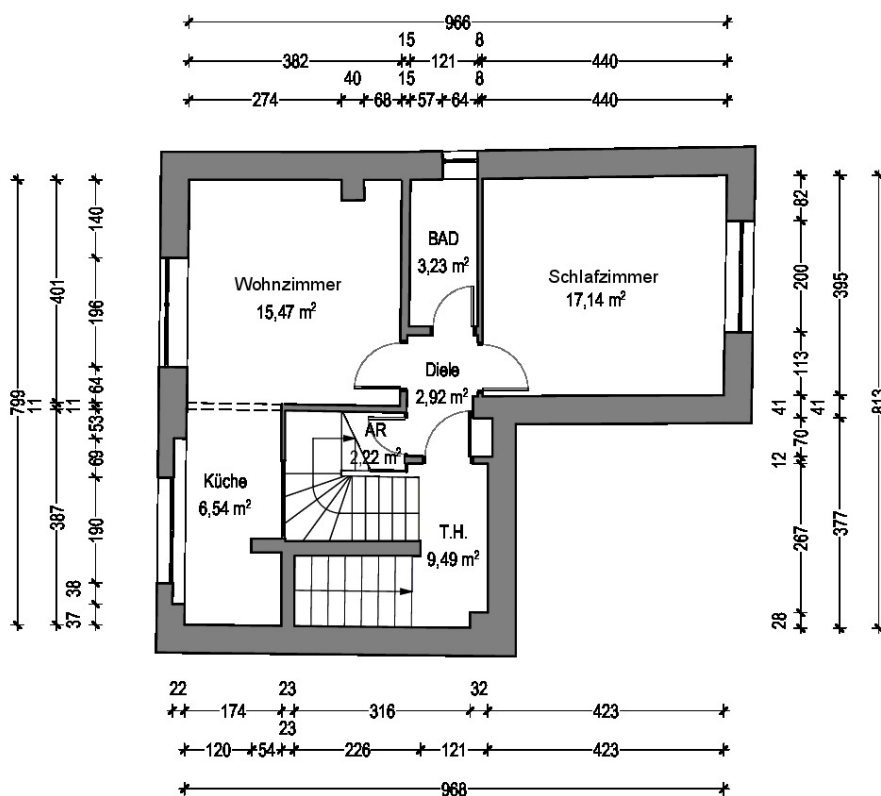 966
15 8
382 121 440
40 15 8
274 68 57 64 440
799
401 11 387
140 196 64 11 53 69 190 38 37
BAD
3,23 m²
Wohnzimmer
15,47 m²
Schlafzimmer
17,14 m²
Diele
2,92 m²
AR
2,22 m²
Küche
6,54 m²
T.H.
9,49 m²
82 200 113 41 70 12 267 28
395 41 377
813
22 23 32
174 316 423
23
120 54 226 121 423
968